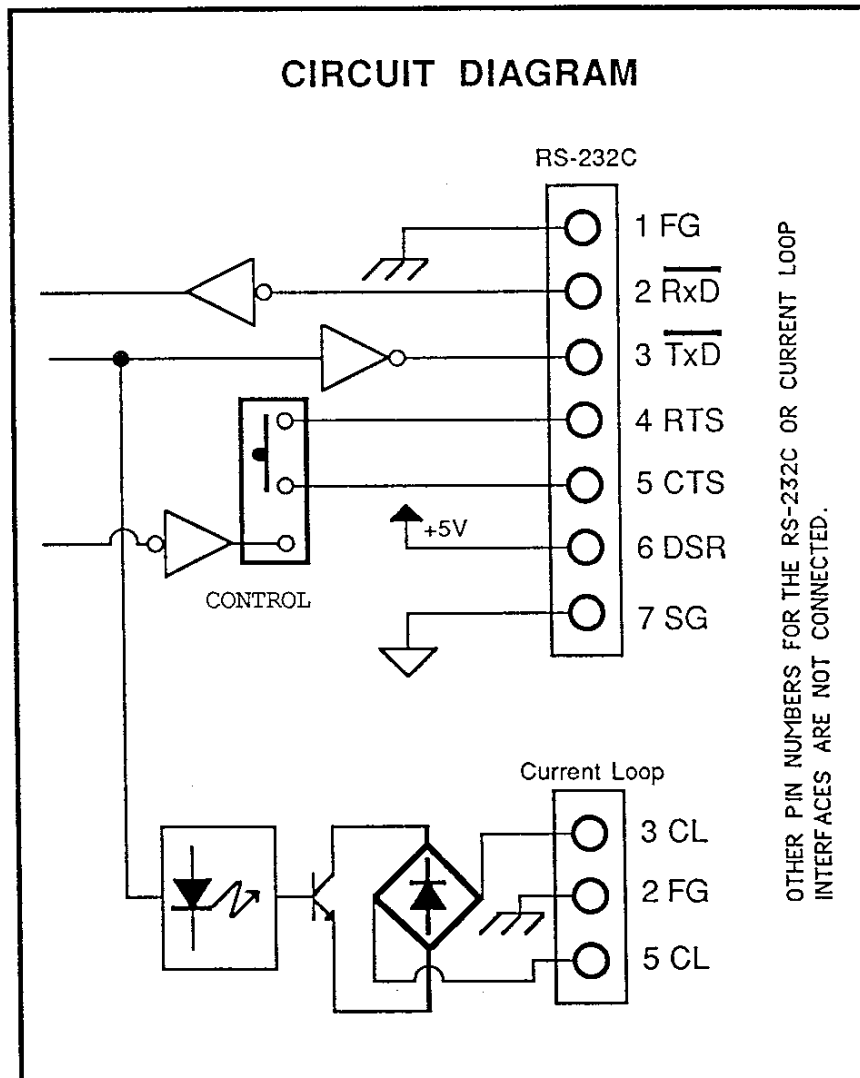 CIRCUIT DIAGRAM
RS-232C
1 FG
2 R̅x̅D̅
3 T̅x̅D̅
4 RTS
5 CTS
+5V
6 DSR
7 SG
CONTROL
Current Loop
3 CL
2 FG
5 CL
OTHER PIN NUMBERS FOR THE RS-232C OR CURRENT LOOP
INTERFACES ARE NOT CONNECTED.